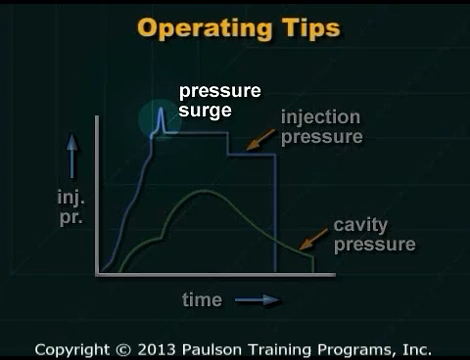 Operating Tips
pressure
surge
injection
pressure
inj.
pr.
cavity
pressure
time
Copyright © 2013 Paulson Training Programs, Inc.